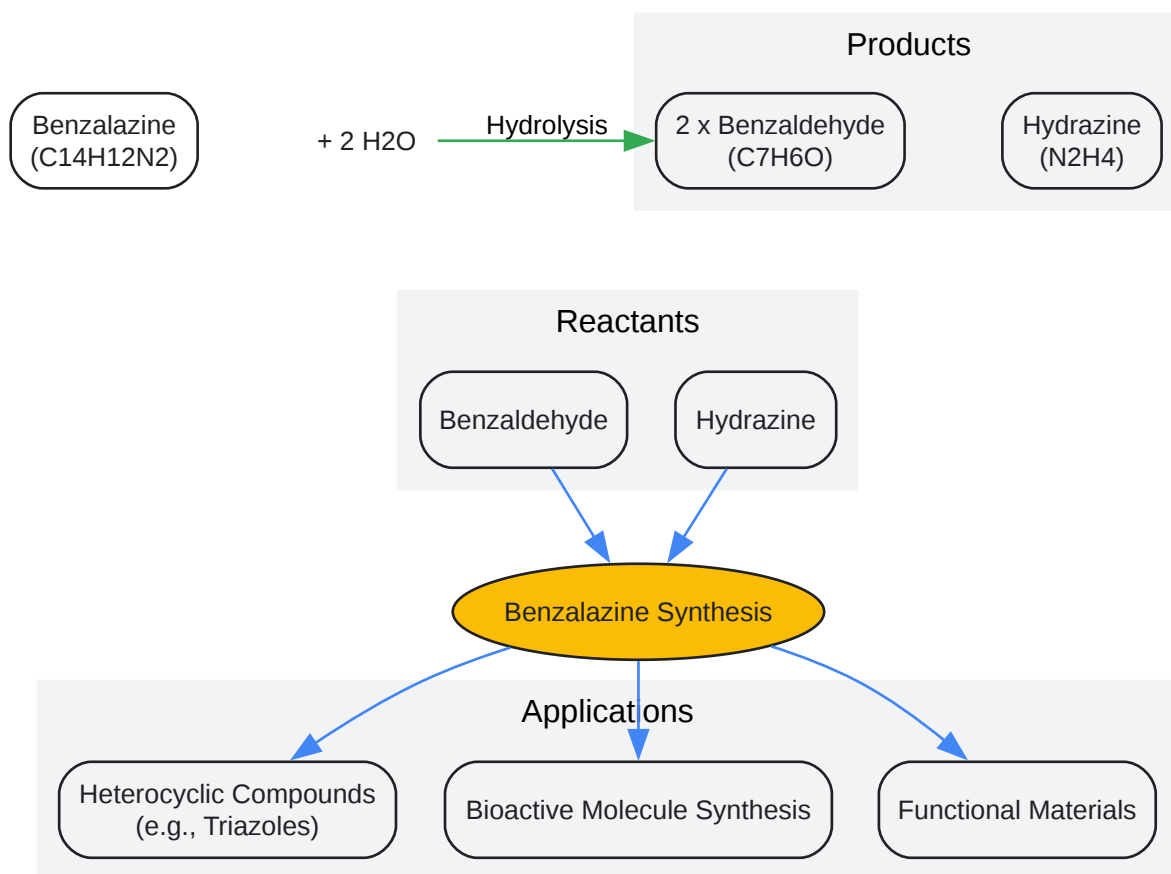 Products
Benzalazine
(C14H12N2)
+ 2 H2O
Hydrolysis
2 x Benzaldehyde
(C7H6O)
Hydrazine
(N2H4)
Reactants
Benzaldehyde
Hydrazine
Benzalazine Synthesis
Applications
Heterocyclic Compounds
(e.g., Triazoles)
Bioactive Molecule Synthesis
Functional Materials